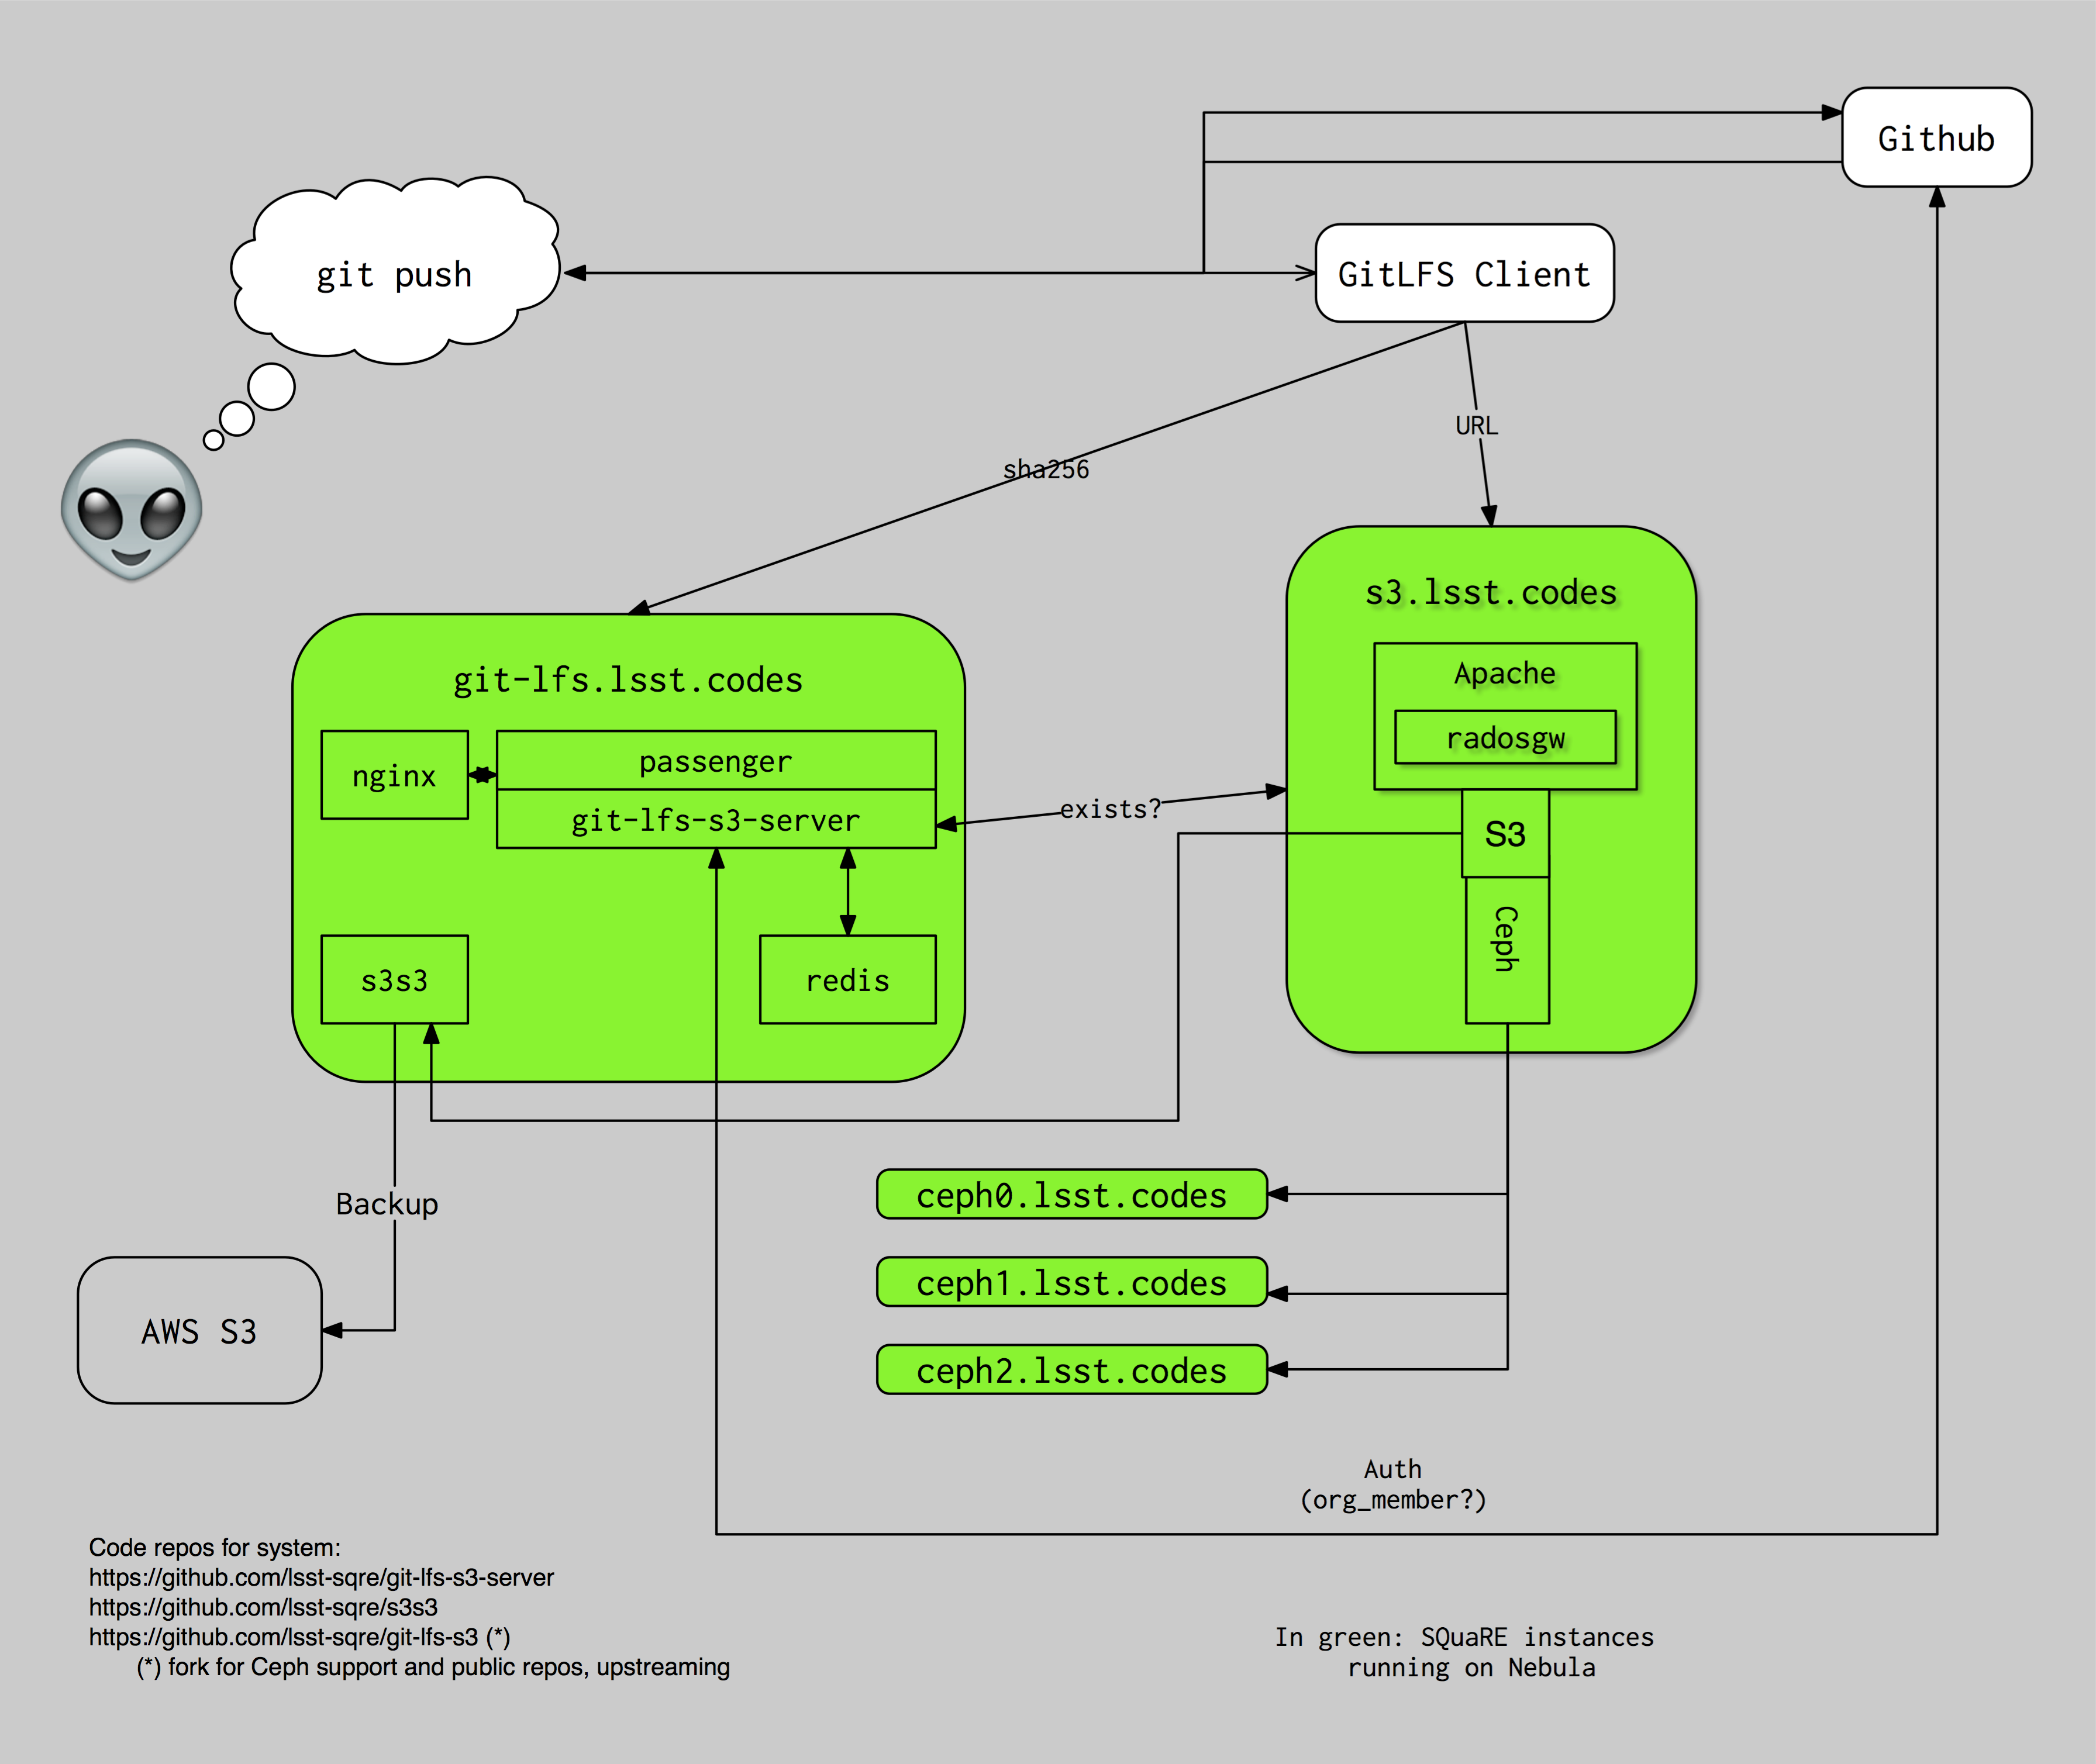 Github
git push
GitLFS Client
URL
sha256
s3.lsst.codes
Apache
radosgw
S3
Ceph
git-lfs.lsst.codes
nginx
passenger
git-lfs-s3-server
exists?
s3s3
redis
Backup
ceph0.lsst.codes
ceph1.lsst.codes
ceph2.lsst.codes
AWS S3
Auth
(org_member?)
Code repos for system:
https://github.com/lsst-sqre/git-lfs-s3-server
https://github.com/lsst-sqre/s3s3
https://github.com/lsst-sqre/git-lfs-s3 (*)
(*) fork for Ceph support and public repos, upstreaming
In green: SQuaRE instances
running on Nebula